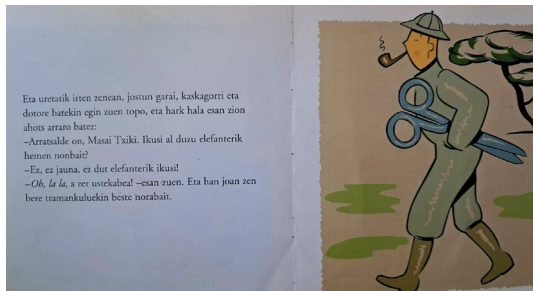 Eta uretatik irten zenean, jostun garai, kaskagorri eta
dotore batekin egin zuen topo, eta hark hala esan zion
ahots arraro batez:
–Arratsalde on, Masai Txiki. Ikusi al duzu elefanterik
hemen nonbait?
–Ez, ez jauna, ez dut elefanterik ikusi!
–Oh, la la, a zer ustekabea! –esan zuen. Eta han joan zen
bere tramankuluekin beste norabait.